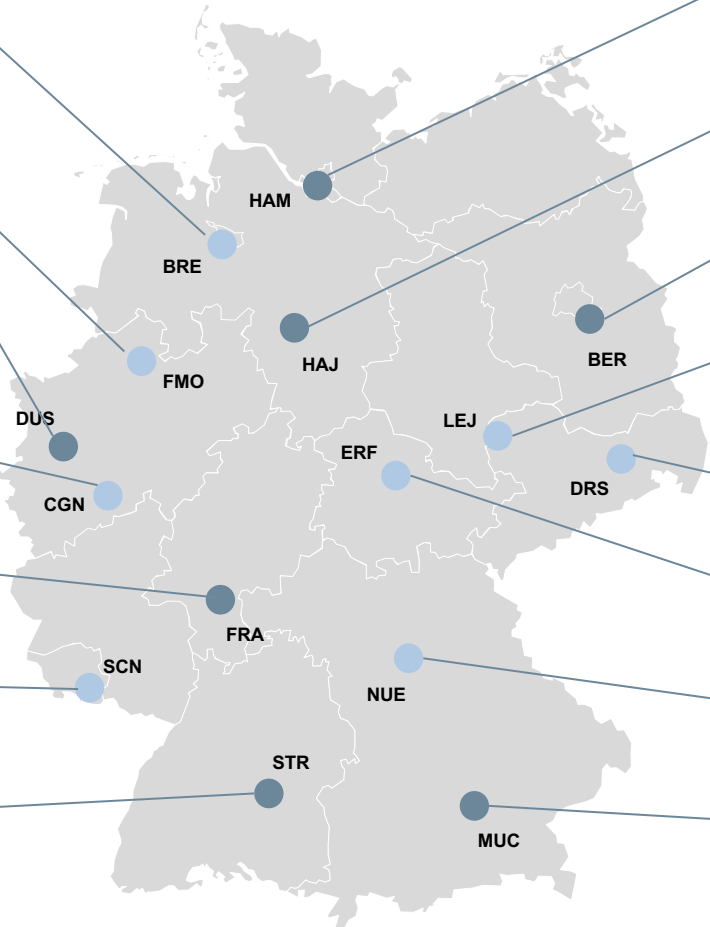 HAM
BRE
HAJ
BER
FMO
DUS
LEJ
ERF
DRS
CGN
FRA
SCN
NUE
STR
MUC